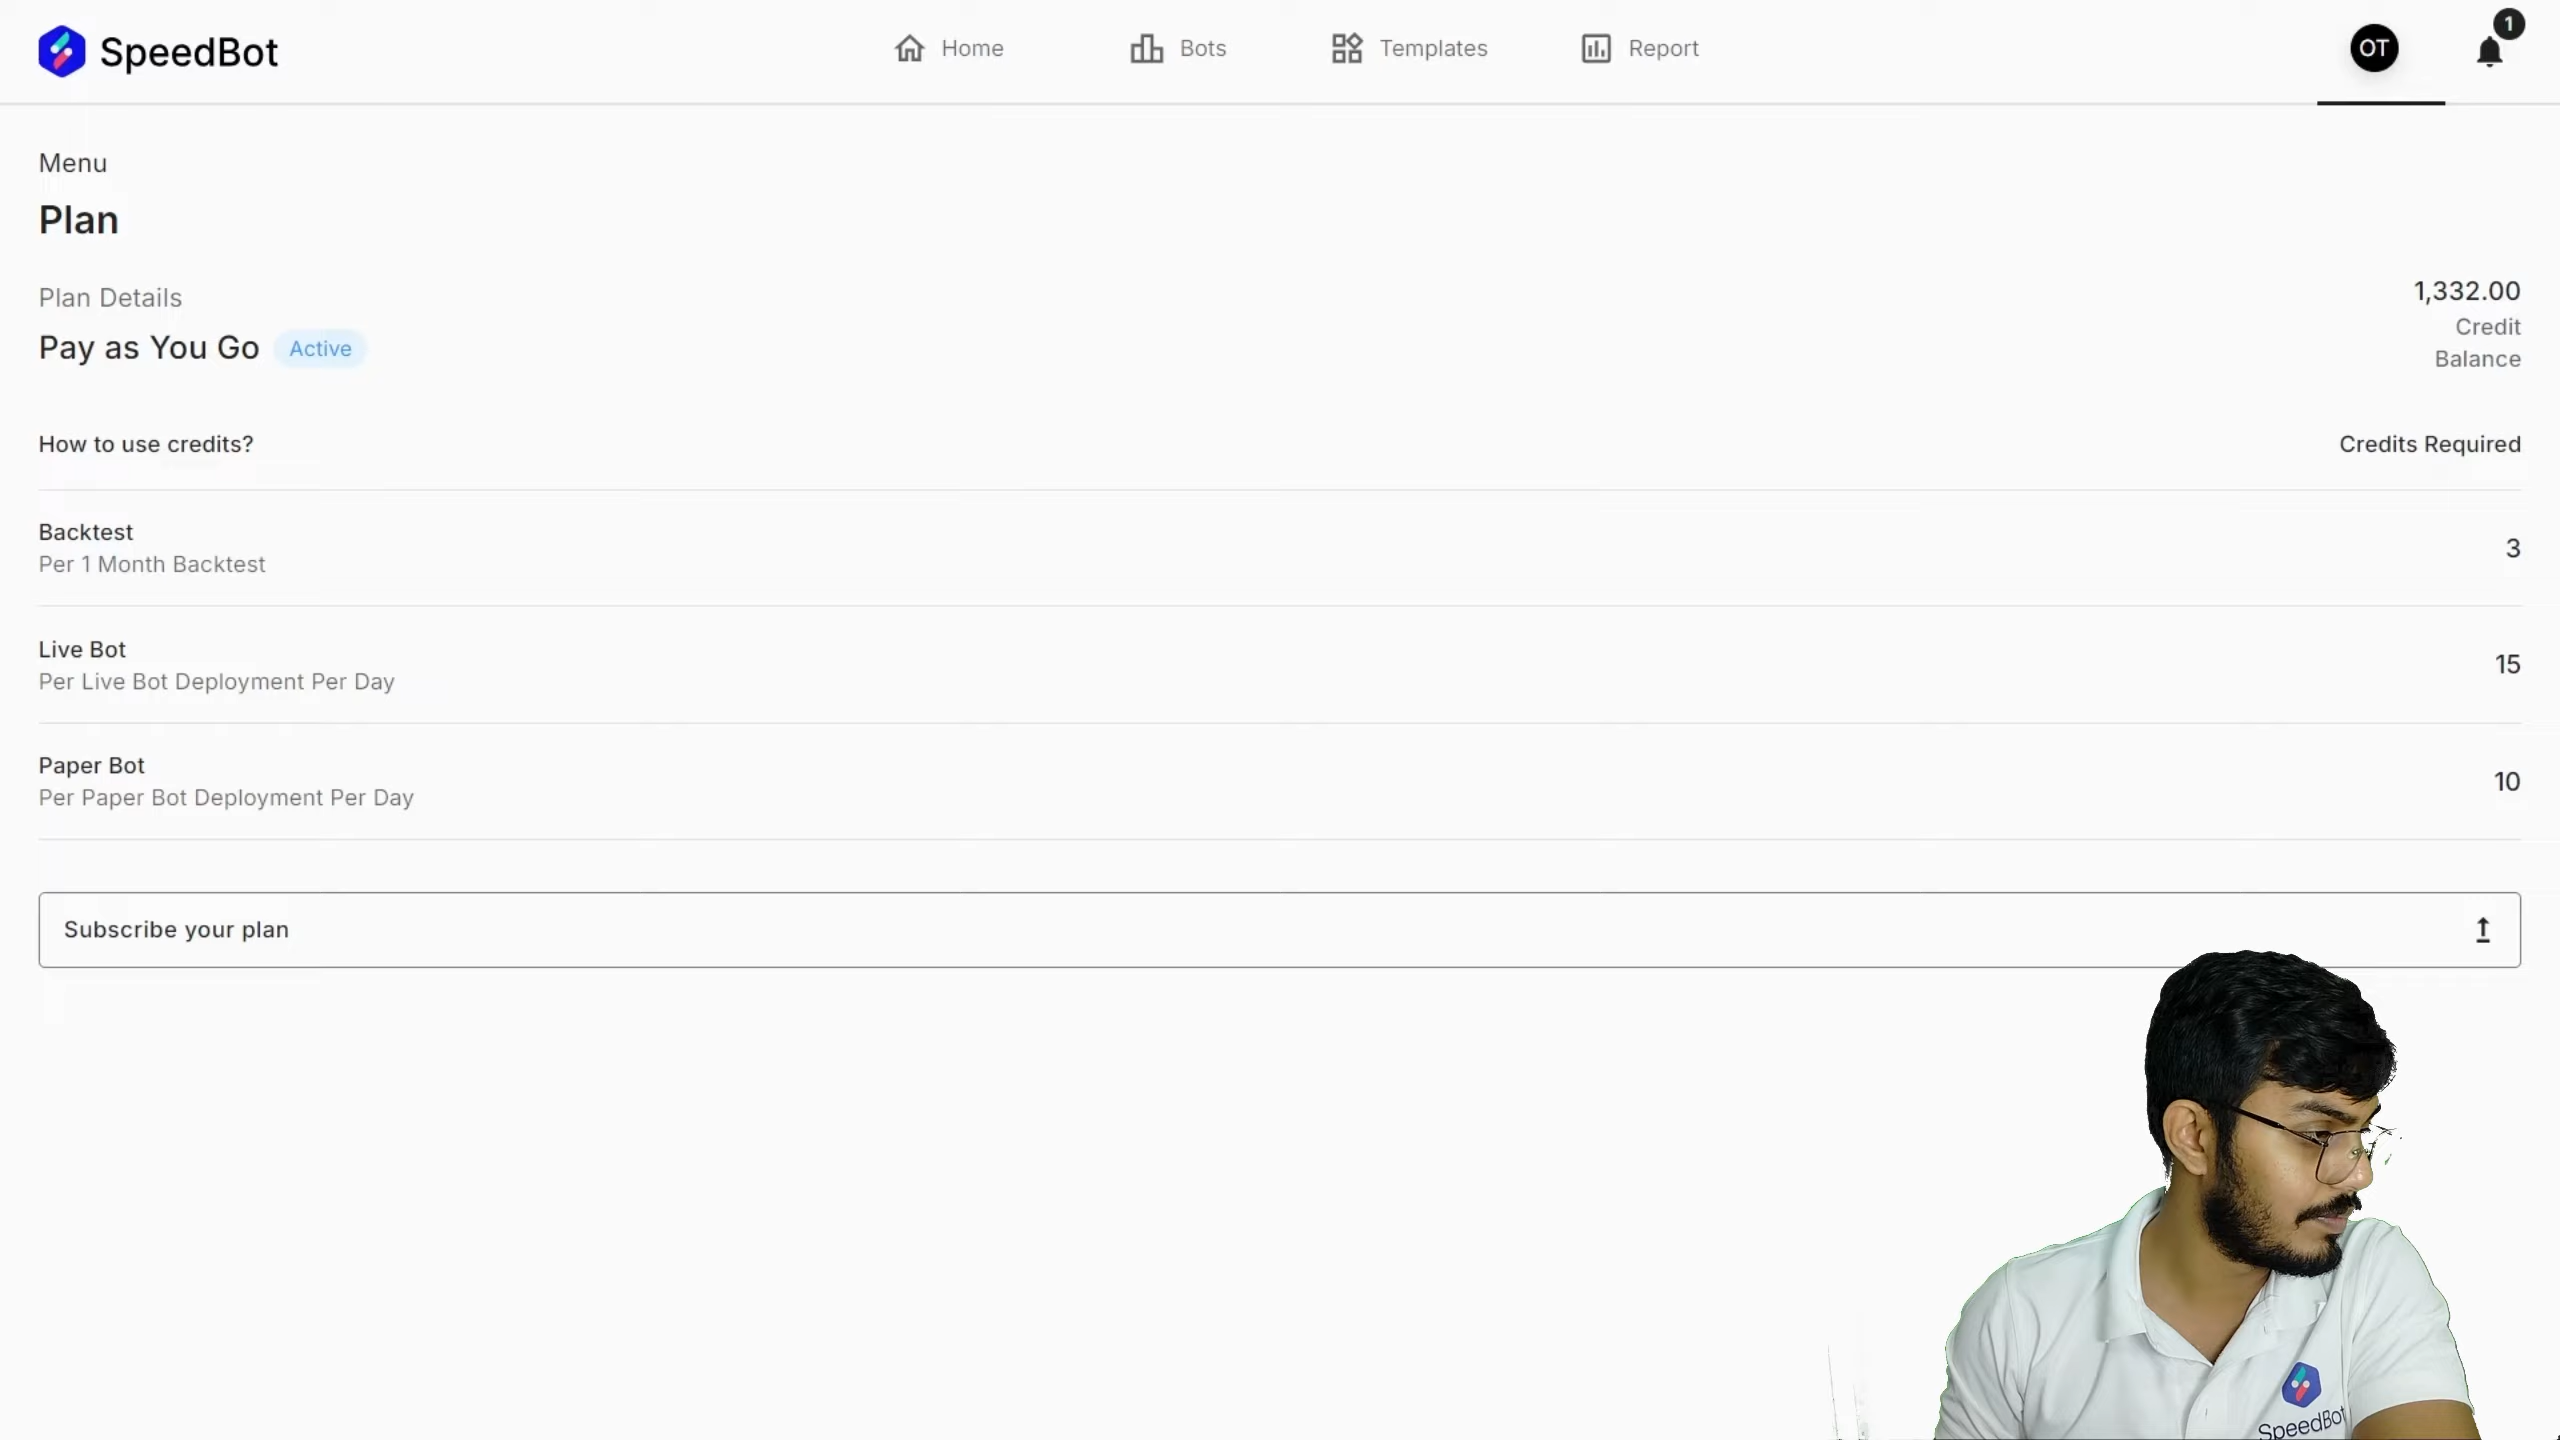 SpeedBot
Home
Bots
Templates
Report
OT
1
Menu
Plan
Plan Details
1,332.00
Pay as You Go
Active
Credit
Balance
How to use credits?
Credits Required
Backtest
Per 1 Month Backtest
3
Live Bot
Per Live Bot Deployment Per Day
15
Paper Bot
Per Paper Bot Deployment Per Day
10
Subscribe your plan
SpeedBot